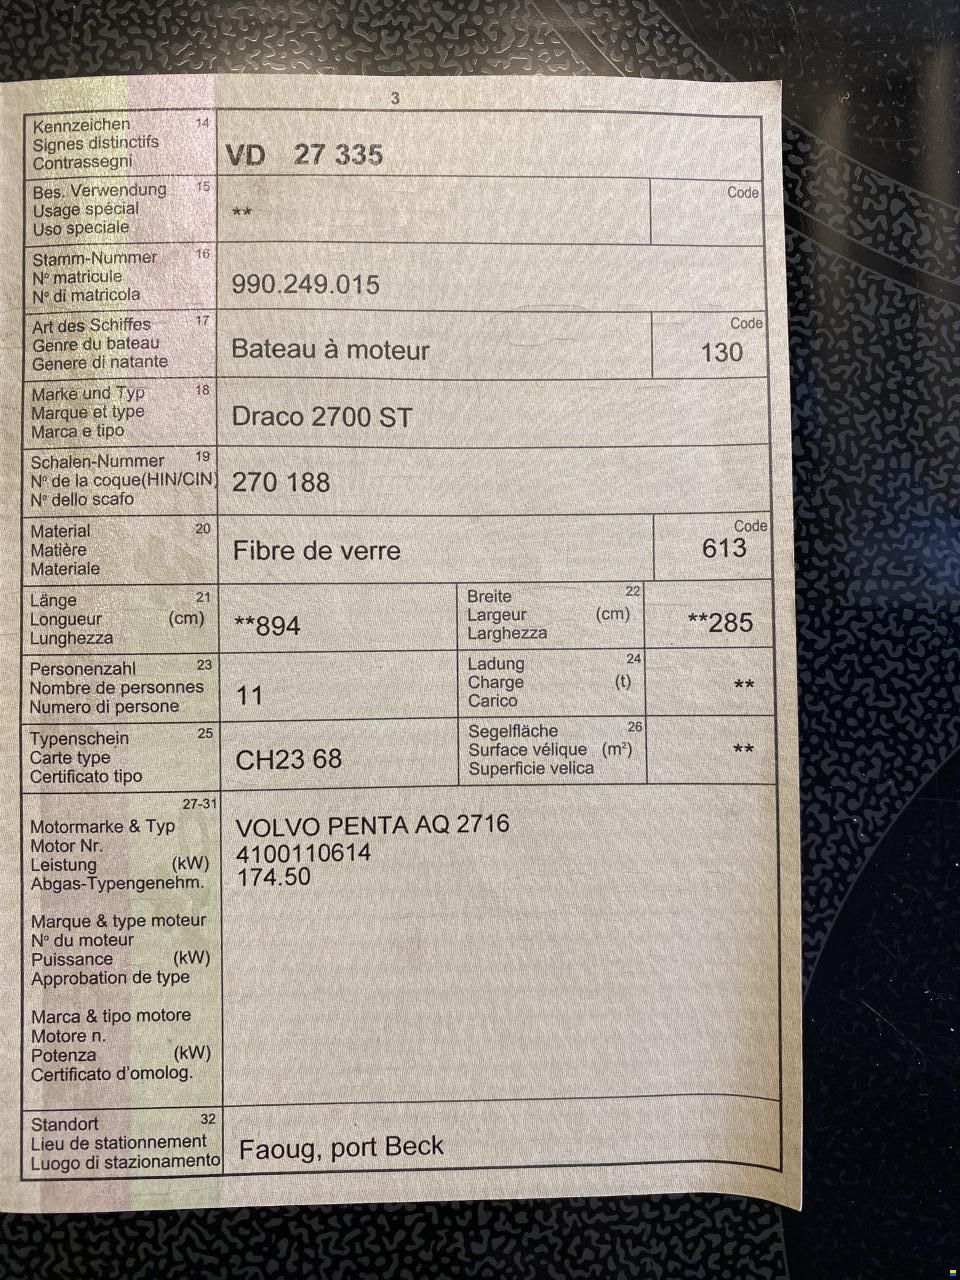 3
Kennzeichen 14
Signes distinctifs
Contrassegni
VD 27 335
Bes. Verwendung 15
Usage spécial
Uso speciale
**
Code
Stamm-Nummer 16
Nº matricule
Nº di matricola
990.249.015
Art des Schiffes 17
Genre du bateau
Genere di natante
Bateau à moteur
Code
130
Marke und Typ 18
Marque et type
Marca e tipo
Draco 2700 ST
Schalen-Nummer 19
Nº de la coque(HIN/CIN)
Nº dello scafo
270 188
Material 20
Matière
Materiale
Fibre de verre
Code
613
Länge 21
Longueur (cm)
Lunghezza
**894
Breite 22
Largeur (cm)
Larghezza
**285
Personenzahl 23
Nombre de personnes
Numero di persone
11
Ladung 24
Charge (t)
Carico
**
Typenschein 25
Carte type
Certificato tipo
CH23 68
Segelfläche 26
Surface vélique (m²)
Superficie velica
**
27-31
Motormarke & Typ
Motor Nr.
Leistung (kW)
Abgas-Typengenehm.
Marque & type moteur
Nº du moteur
Puissance (kW)
Approbation de type
Marca & tipo motore
Motore n.
Potenza (kW)
Certificato d'omolog.
VOLVO PENTA AQ 2716
4100110614
174.50
Standort 32
Lieu de stationnement
Luogo di stazionamento
Faoug, port Beck